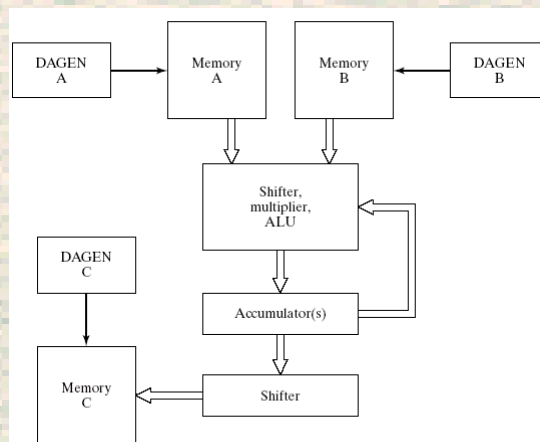 DAGEN
A
Memory
A
Memory
B
DAGEN
B
Shifter,
multiplier,
ALU
DAGEN
C
Accumulator(s)
Memory
C
Shifter